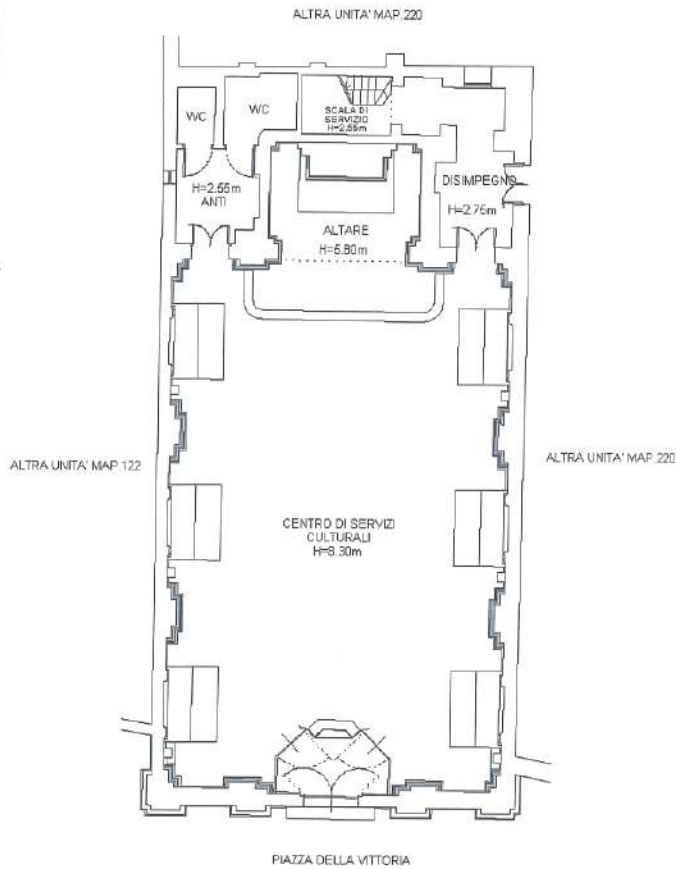 ALTRA UNITA' MAP.220
WC
WC
SCALA DI
SERVIZIO
H=2.55m
H=2.55m
ANTI
DISIMPEGNO
H=2.75m
ALTARE
H=5.80m
ALTRA UNITA' MAP.122
ALTRA UNITA' MAP.220
CENTRO DI SERVIZI
CULTURALI
H=8.30m
PIAZZA DELLA VITTORIA